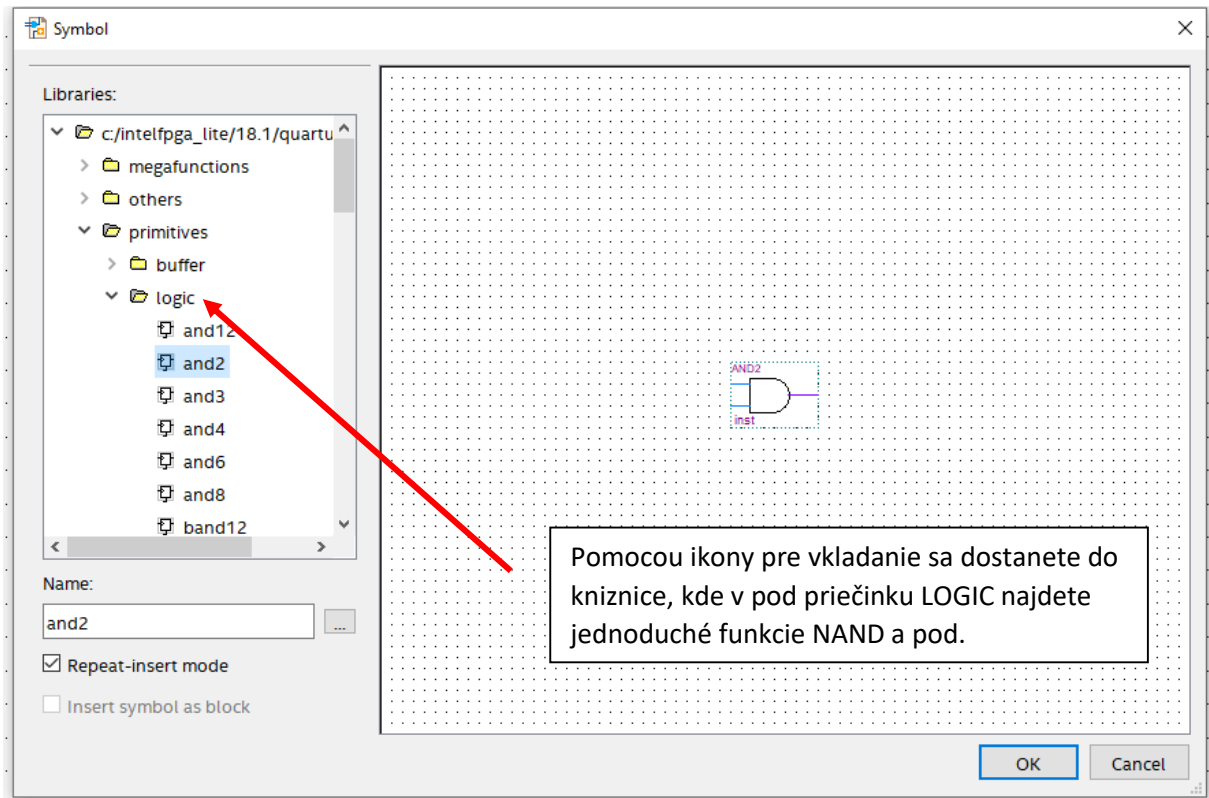 Symbol
Libraries:
c:/intelfpga_lite/18.1/quartu
megafunctions
others
primitives
buffer
logic
and12
and2
and3
and4
and6
and8
band12
Name:
and2
...
Repeat-insert mode
Insert symbol as block
AND2
inst
Pomocou ikony pre vkladanie sa dostanete do
kniznice, kde v pod priečinku LOGIC najdete
jednoduché funkcie NAND a pod.
OK
Cancel